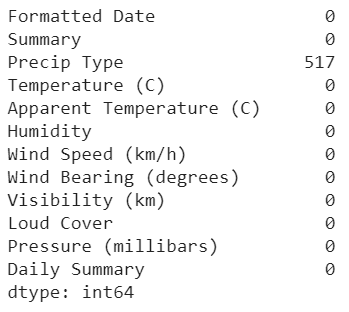 Formatted Date 0
Summary 0
Precip Type 517
Temperature (C) 0
Apparent Temperature (C) 0
Humidity 0
Wind Speed (km/h) 0
Wind Bearing (degrees) 0
Visibility (km) 0
Loud Cover 0
Pressure (millibars) 0
Daily Summary 0
dtype: int64